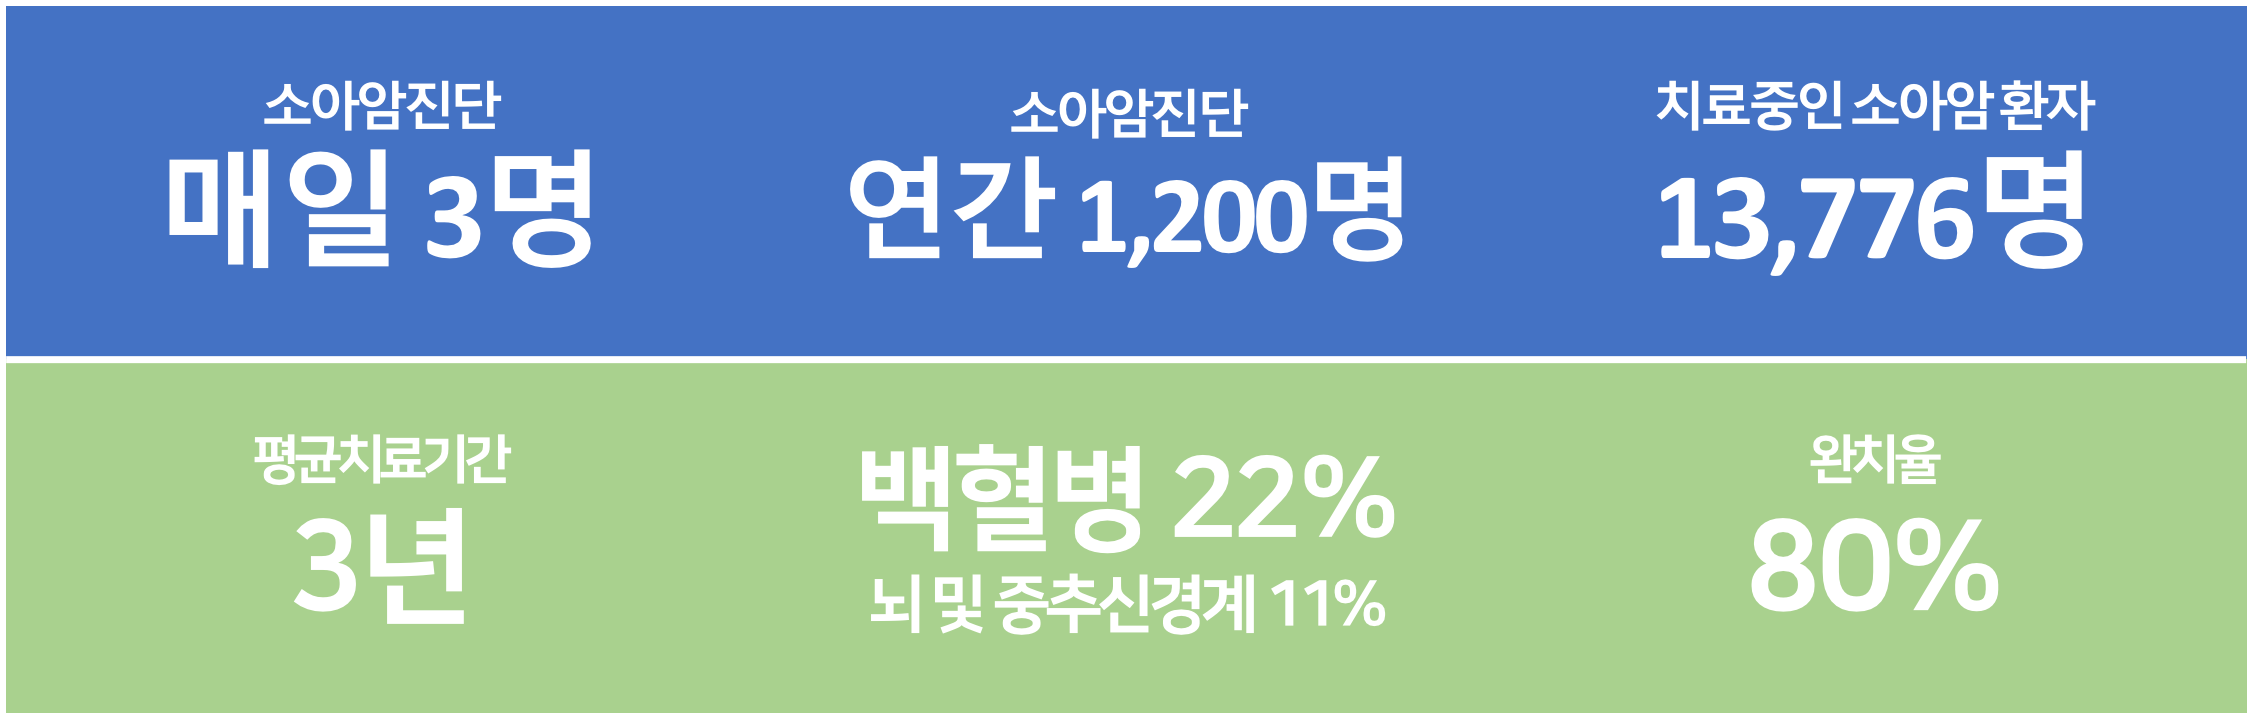 소아암진단
매일 3명
소아암진단
연간 1,200명
치료중인 소아암 환자
13,776명
평균치료기간
3년
백혈병 22%
뇌 및 중추신경계 11%
완치율
80%